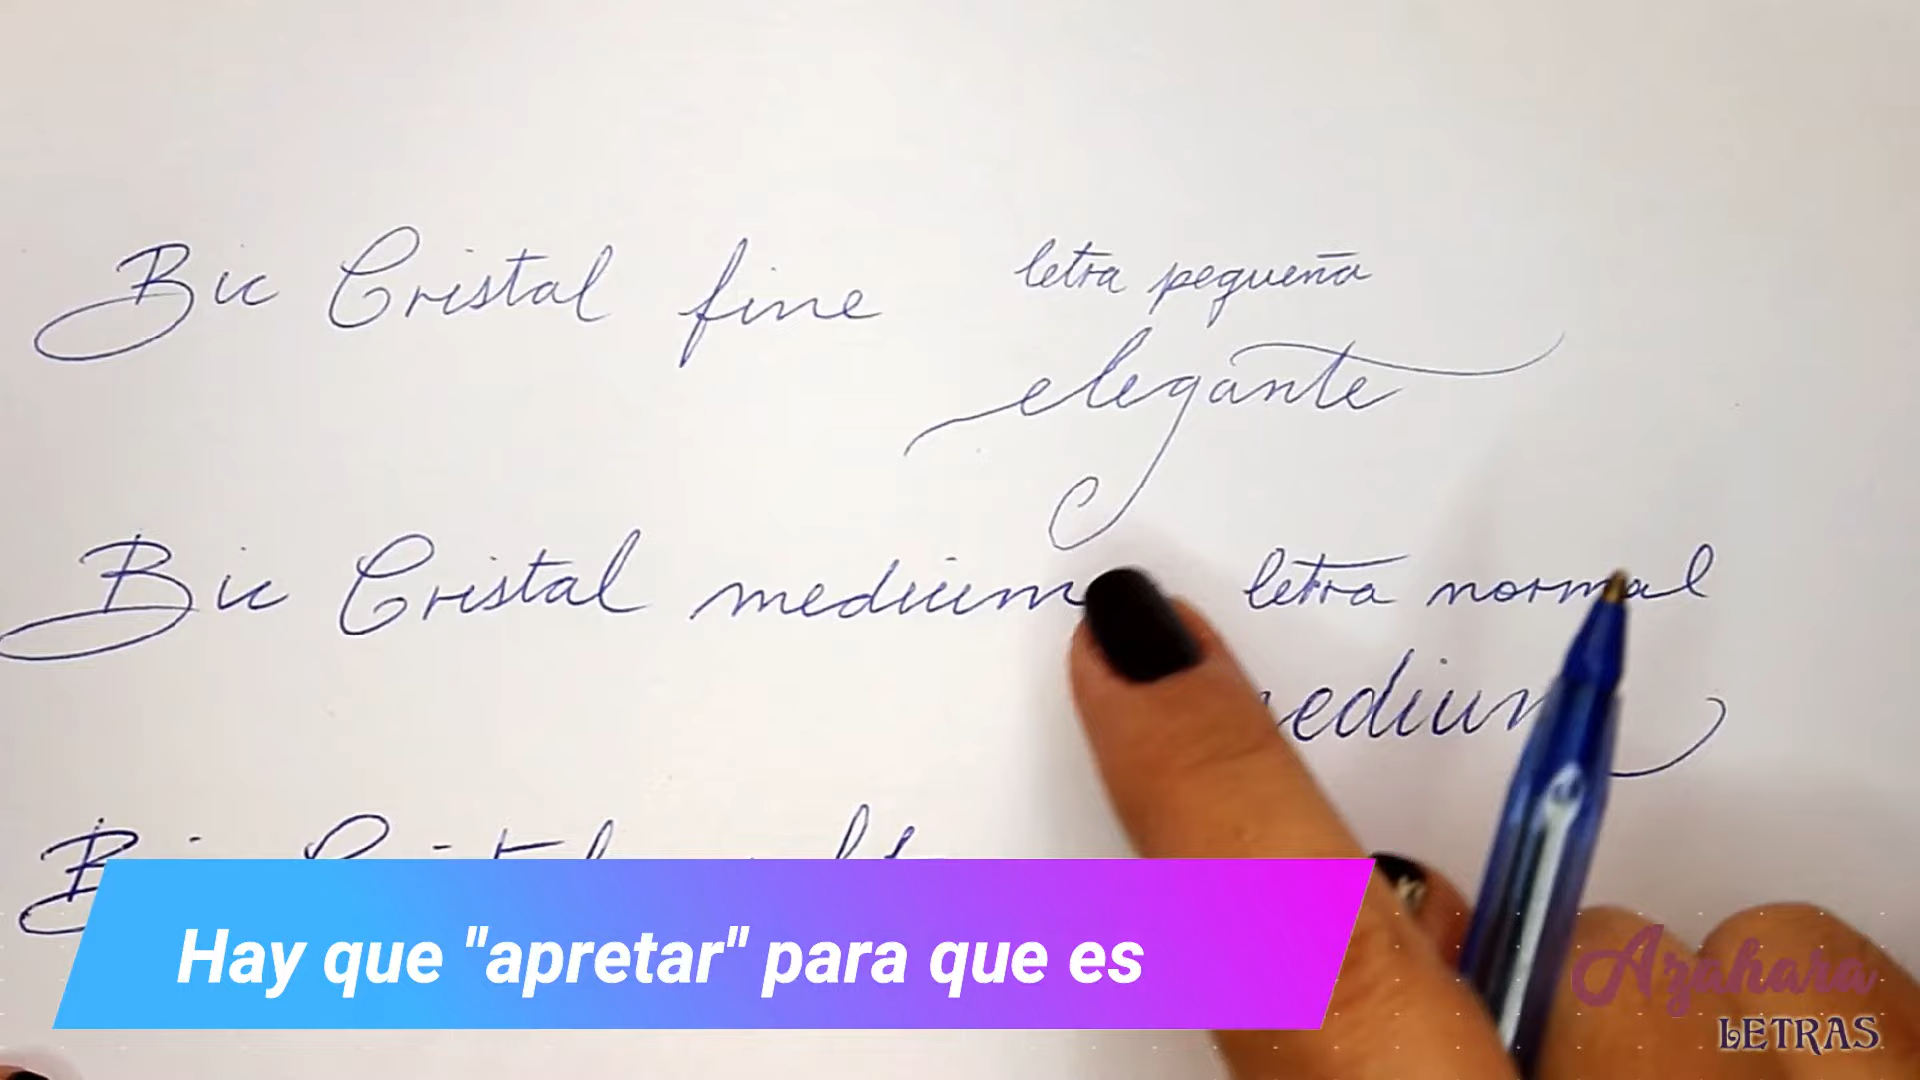 Bic Cristal fine
letra pequeña
elegante
Bic Cristal medium
letra normal
Hay que "apretar" para que es
Azahara
LETRAS